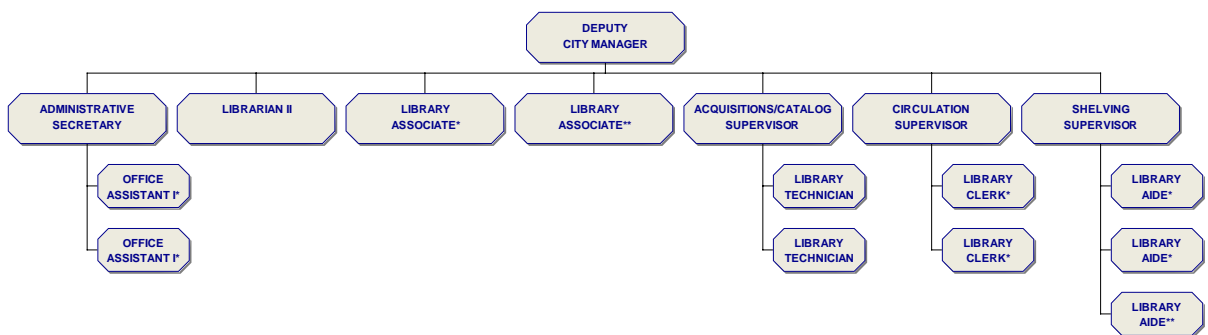 DEPUTY
CITY MANAGER
ADMINISTRATIVE
SECRETARY
LIBRARIAN II
LIBRARY
ASSOCIATE*
LIBRARY
ASSOCIATE**
ACQUISITIONS/CATALOG
SUPERVISOR
CIRCULATION
SUPERVISOR
SHELVING
SUPERVISOR
OFFICE
ASSISTANT I*
LIBRARY
TECHNICIAN
LIBRARY
CLERK*
LIBRARY
AIDE*
OFFICE
ASSISTANT I*
LIBRARY
TECHNICIAN
LIBRARY
CLERK*
LIBRARY
AIDE*
LIBRARY
AIDE**